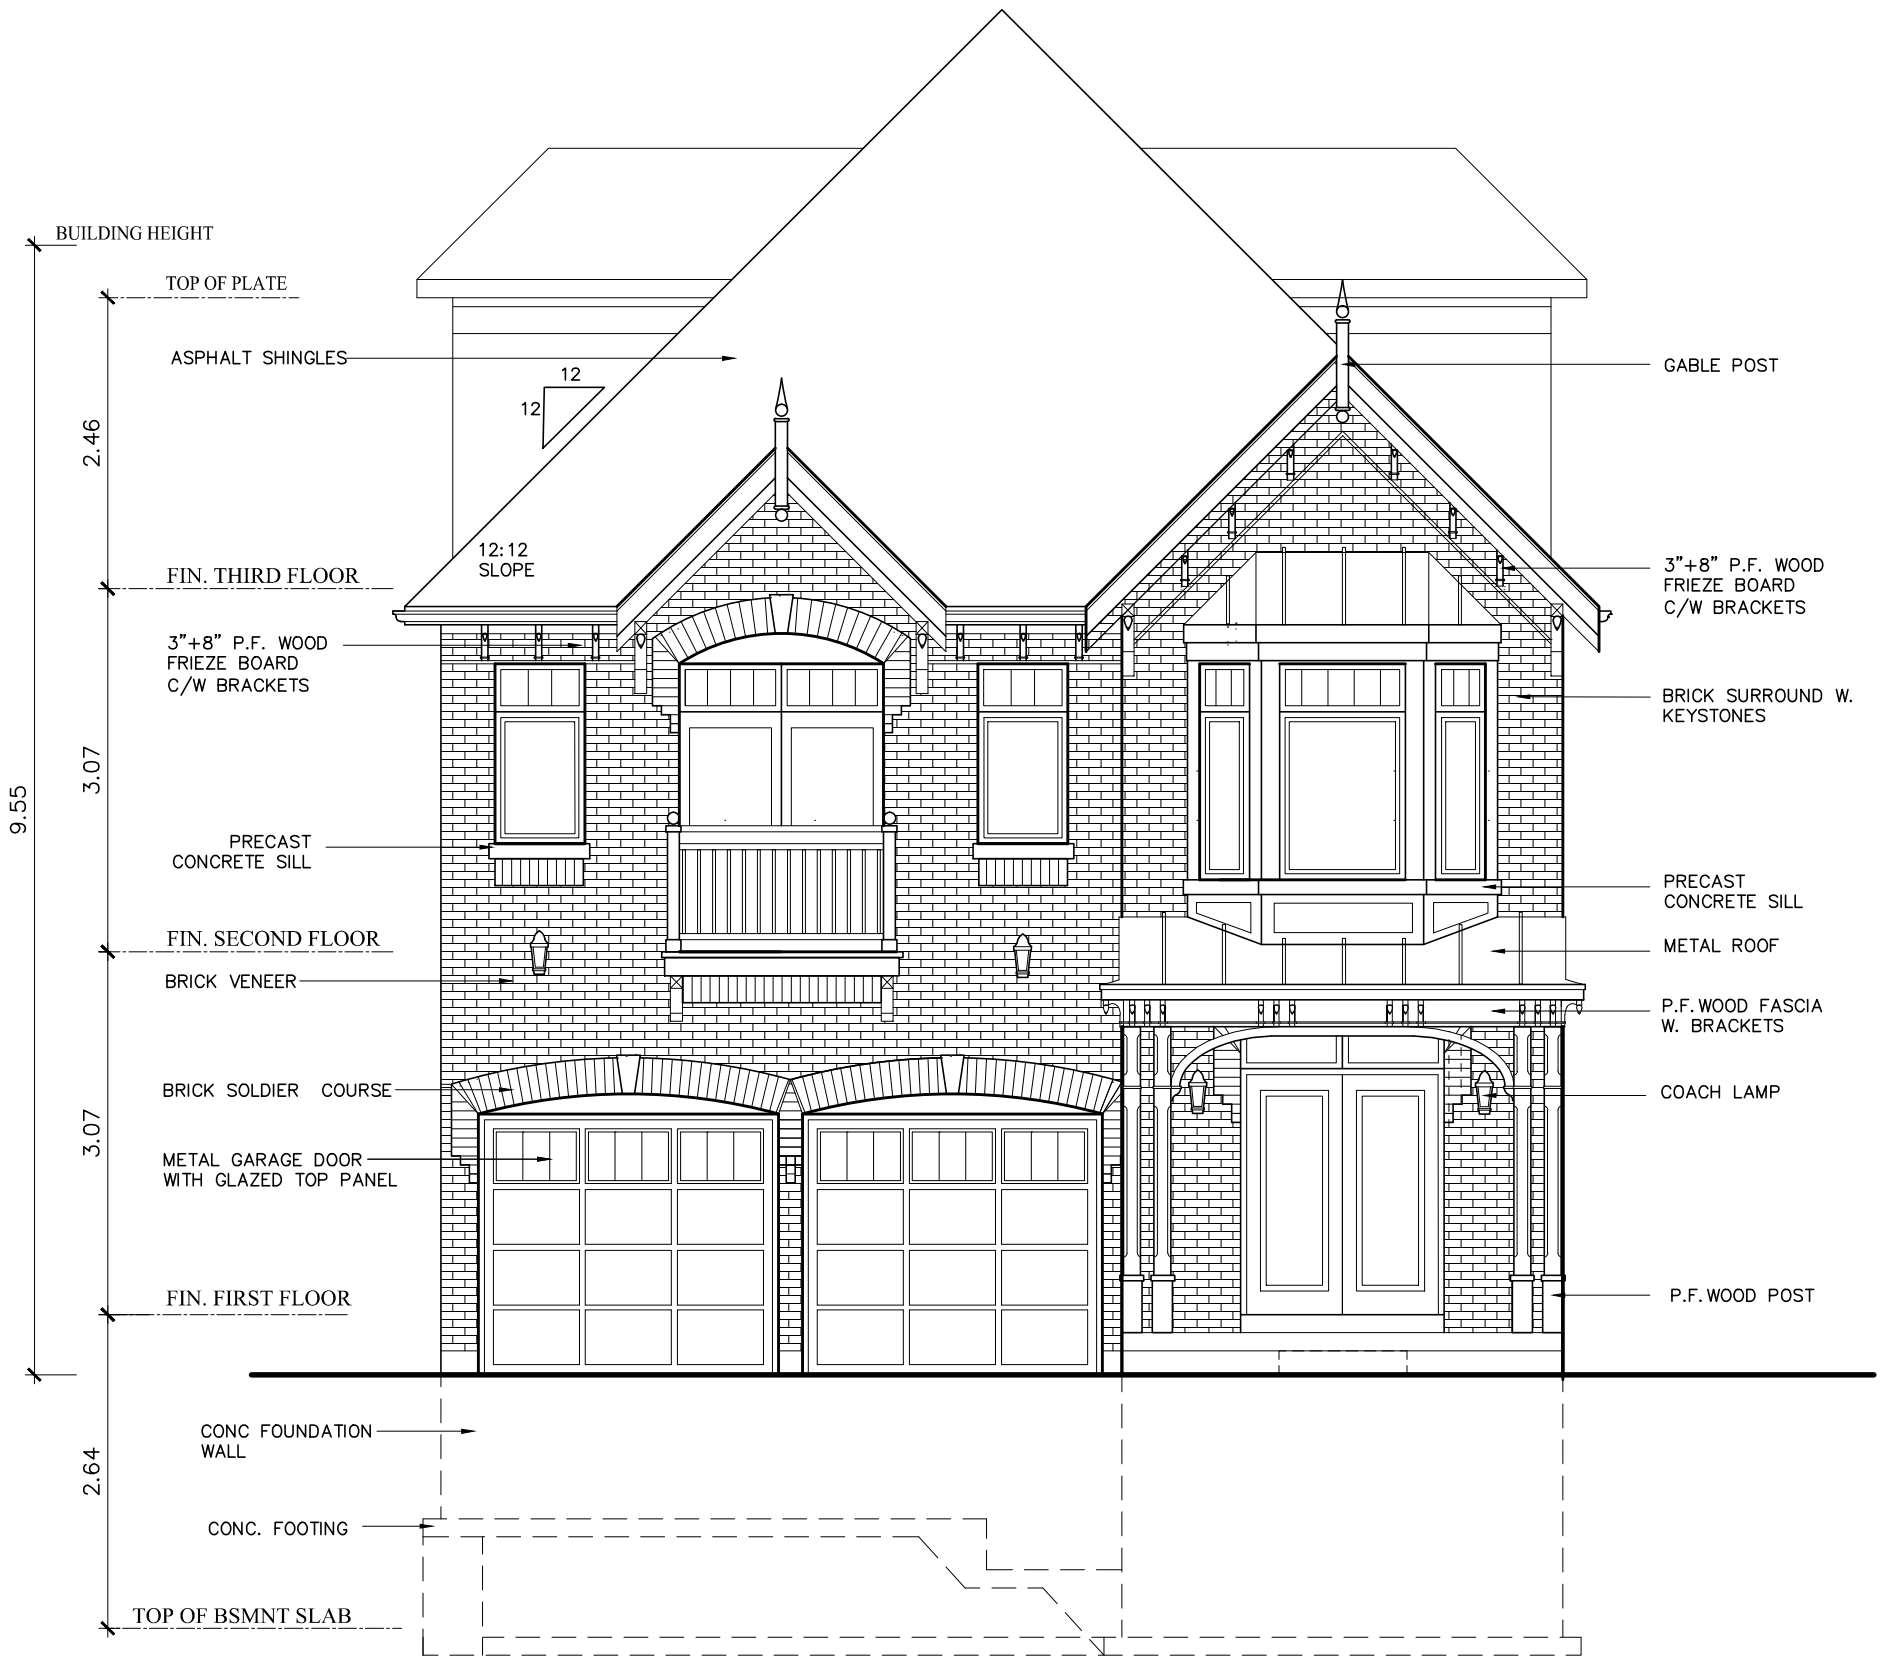 BUILDING HEIGHT
TOP OF PLATE
ASPHALT SHINGLES
12
12
GABLE POST
2.46
12:12
SLOPE
FIN. THIRD FLOOR
3"+8" P.F. WOOD
FRIEZE BOARD
C/W BRACKETS
3"+8" P.F. WOOD
FRIEZE BOARD
C/W BRACKETS
BRICK SURROUND W.
KEYSTONES
3.07
9.55
PRECAST
CONCRETE SILL
PRECAST
CONCRETE SILL
FIN. SECOND FLOOR
METAL ROOF
BRICK VENEER
P.F.WOOD FASCIA
W. BRACKETS
BRICK SOLDIER COURSE
COACH LAMP
3.07
METAL GARAGE DOOR
WITH GLAZED TOP PANEL
FIN. FIRST FLOOR
P.F.WOOD POST
CONC FOUNDATION
WALL
2.64
CONC. FOOTING
TOP OF BSMNT SLAB